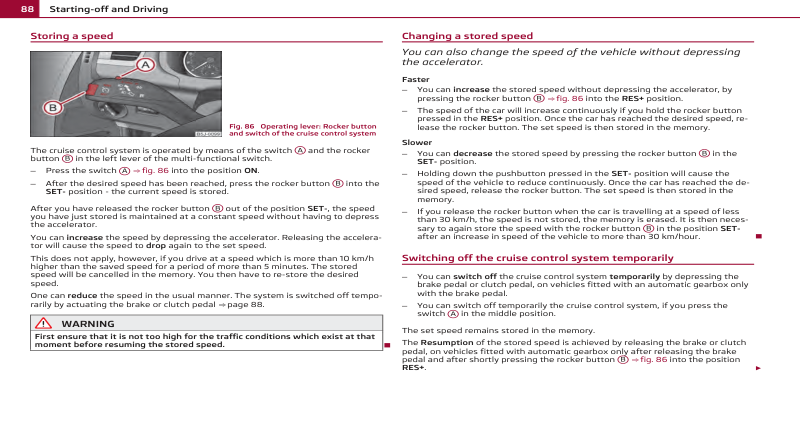 88 Starting-off and Driving
Storing a speed
A
B
Fig. 86 Operating lever: Rocker button
and switch of the cruise control system
The cruise control system is operated by means of the switch Ⓐ and the rocker
button Ⓑ in the left lever of the multi-functional switch.
– Press the switch Ⓐ ⇒ fig. 86 into the position ON.
– After the desired speed has been reached, press the rocker button Ⓑ into the
SET- position - the current speed is stored.
After you have released the rocker button Ⓑ out of the position SET-, the speed
you have just stored is maintained at a constant speed without having to depress
the accelerator.
You can increase the speed by depressing the accelerator. Releasing the accelera-
tor will cause the speed to drop again to the set speed.
This does not apply, however, if you drive at a speed which is more than 10 km/h
higher than the saved speed for a period of more than 5 minutes. The stored
speed will be cancelled in the memory. You then have to re-store the desired
speed.
One can reduce the speed in the usual manner. The system is switched off tempo-
rarily by actuating the brake or clutch pedal ⇒ page 88.
WARNING
First ensure that it is not too high for the traffic conditions which exist at that
moment before resuming the stored speed.
Changing a stored speed
You can also change the speed of the vehicle without depressing
the accelerator.
Faster
– You can increase the stored speed without depressing the accelerator, by
pressing the rocker button Ⓑ ⇒ fig. 86 into the RES+ position.
– The speed of the car will increase continuously if you hold the rocker button
pressed in the RES+ position. Once the car has reached the desired speed, re-
lease the rocker button. The set speed is then stored in the memory.
Slower
– You can decrease the stored speed by pressing the rocker button Ⓑ in the
SET- position.
– Holding down the pushbutton pressed in the SET- position will cause the
speed of the vehicle to reduce continuously. Once the car has reached the de-
sired speed, release the rocker button. The set speed is then stored in the
memory.
– If you release the rocker button when the car is travelling at a speed of less
than 30 km/h, the speed is not stored, the memory is erased. It is then neces-
sary to again store the speed with the rocker button Ⓑ in the position SET-
after an increase in speed of the vehicle to more than 30 km/hour.
Switching off the cruise control system temporarily
– You can switch off the cruise control system temporarily by depressing the
brake pedal or clutch pedal, on vehicles fitted with an automatic gearbox only
with the brake pedal.
– You can switch off temporarily the cruise control system, if you press the
switch Ⓐ in the middle position.
The set speed remains stored in the memory.
The Resumption of the stored speed is achieved by releasing the brake or clutch
pedal, on vehicles fitted with automatic gearbox only after releasing the brake
pedal and after shortly pressing the rocker button Ⓑ ⇒ fig. 86 into the position
RES+.